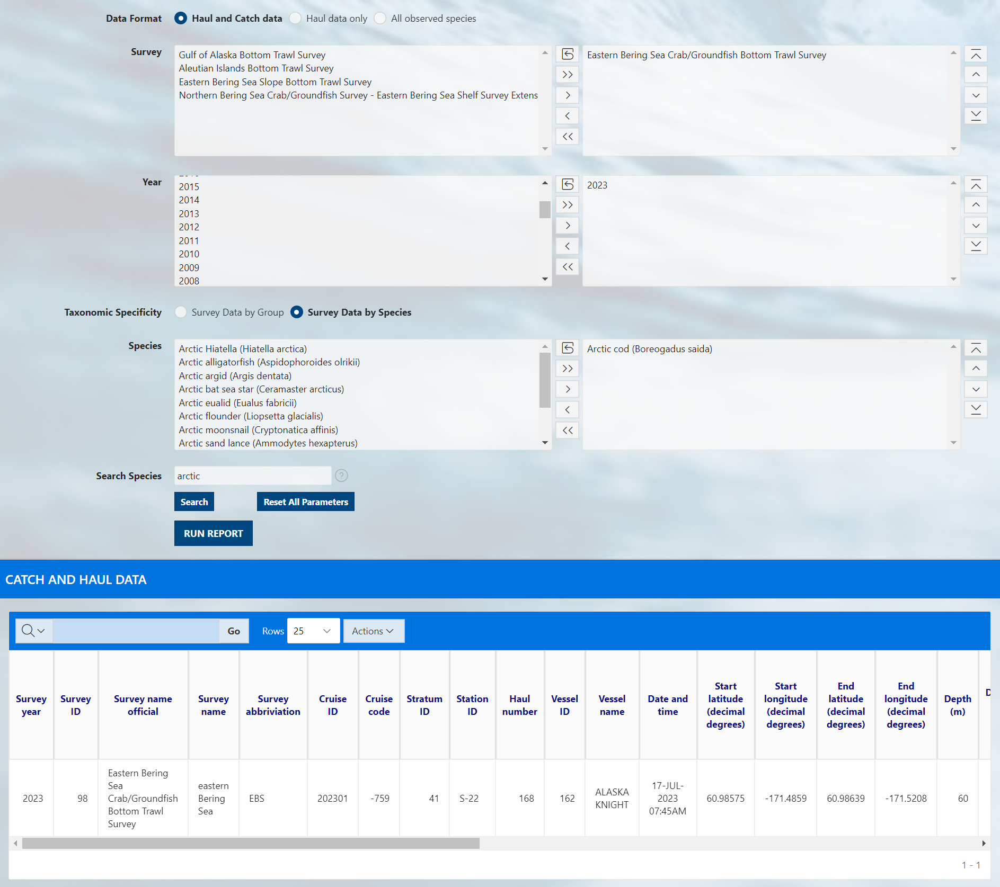 Data Format Haul and Catch data Haul data only All observed species
Survey
Gulf of Alaska Bottom Trawl Survey
Aleutian Islands Bottom Trawl Survey
Eastern Bering Sea Slope Bottom Trawl Survey
Northern Bering Sea Crab/Groundfish Survey - Eastern Bering Sea Shelf Survey Extens
Eastern Bering Sea Crab/Groundfish Bottom Trawl Survey
Year
2015
2014
2013
2012
2011
2010
2009
2008
2023
Taxonomic Specificity Survey Data by Group Survey Data by Species
Species
Arctic Hiatella (Hiatella arctica)
Arctic alligatorfish (Aspidophoroides olrikii)
Arctic argid (Argis dentata)
Arctic bat sea star (Ceramaster arcticus)
Arctic eualid (Eualus fabricii)
Arctic flounder (Liopsetta glacialis)
Arctic moonsnail (Cryptonatica affinis)
Arctic sand lance (Ammodytes hexapterus)
Arctic cod (Boreogadus saida)
Search Species arctic ?
Search Reset All Parameters
RUN REPORT
CATCH AND HAUL DATA
Go Rows 25 Actions
Survey
year
Survey
ID
Survey name
official
Survey
name
Survey
abbriviation
Cruise
ID
Cruise
code
Stratum
ID
Station
ID
Haul
number
Vessel
ID
Vessel
name
Date and
time
Start
latitude
(decimal
degrees)
Start
longitude
(decimal
degrees)
End
latitude
(decimal
degrees)
End
longitude
(decimal
degrees)
Depth
(m)
2023
98
Eastern Bering
Sea
Crab/Groundfish
Bottom Trawl
Survey
eastern
Bering
Sea
EBS
202301
-759
41
S-22
168
162
ALASKA
KNIGHT
17-JUL-
2023
07:45AM
60.98575
-171.4859
60.98639
-171.5208
60
1 - 1